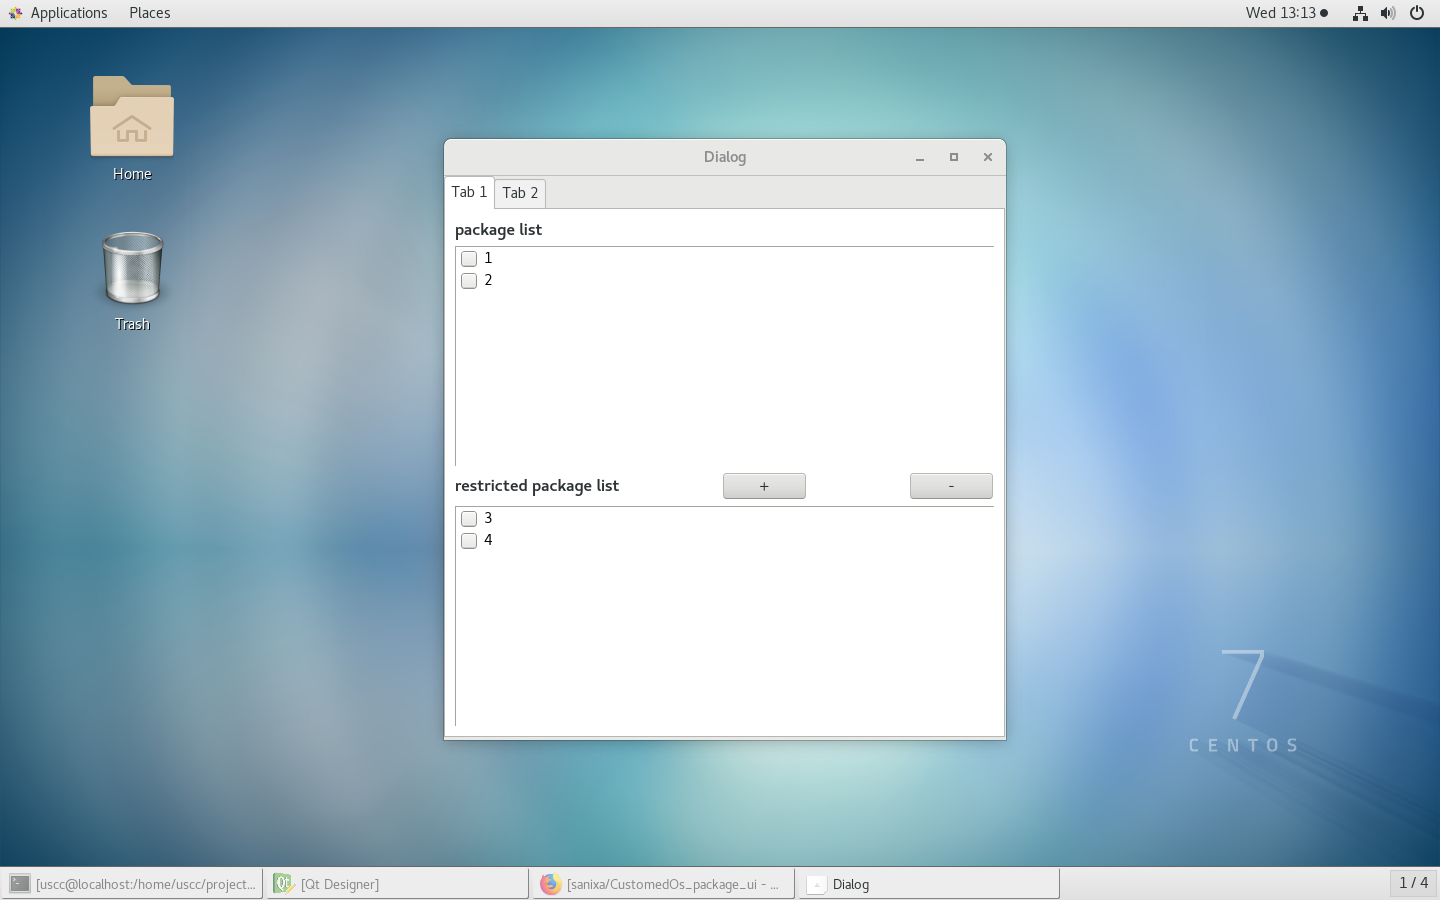 Applications Places Wed 13:13
Home
Trash
Dialog
Tab 1 Tab 2
package list
1
2
restricted package list + -
3
4
7
CENTOS
[uscc@localhost:/home/uscc/project... [Qt Designer] [sanixa/CustomedOs_package_ui - ... Dialog 1 / 4